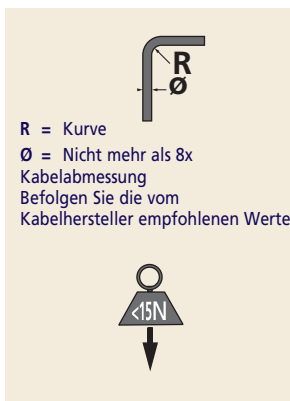 R
Ø
R = Kurve
Ø = Nicht mehr als 8x
Kabelabmessung
Befolgen Sie die vom
Kabelhersteller empfohlenen Werte
<15N